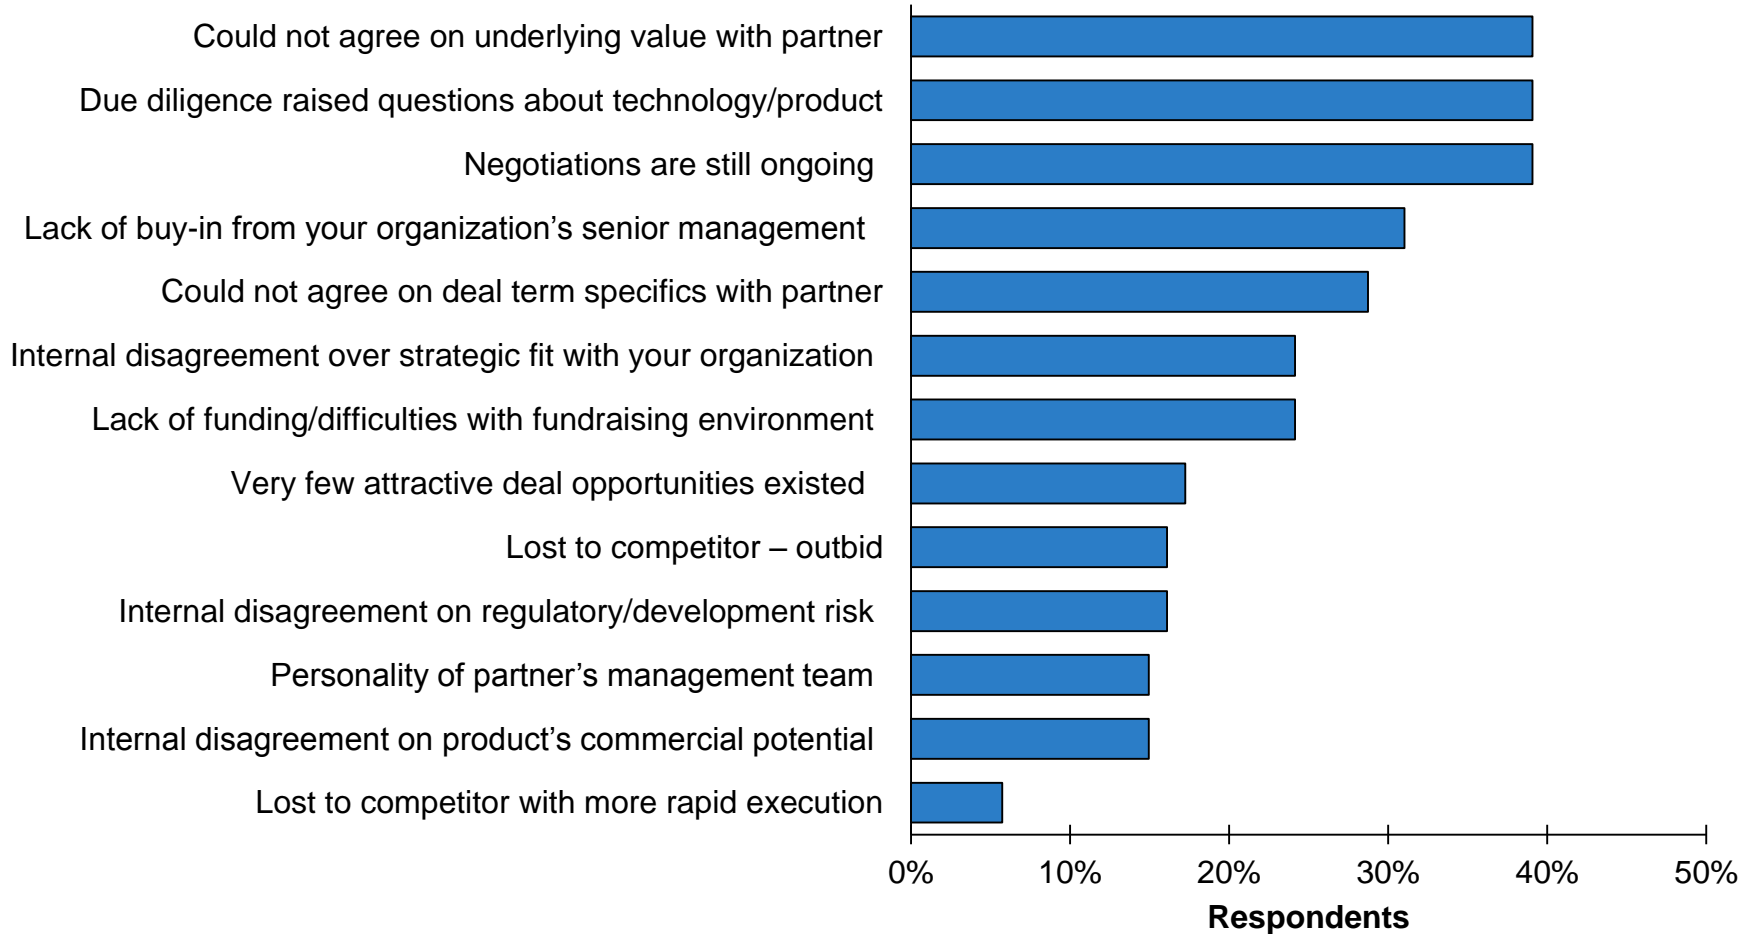 Could not agree on underlying value with partner
Due diligence raised questions about technology/product
Negotiations are still ongoing
Lack of buy-in from your organization’s senior management
Could not agree on deal term specifics with partner
Internal disagreement over strategic fit with your organization
Lack of funding/difficulties with fundraising environment
Very few attractive deal opportunities existed
Lost to competitor – outbid
Internal disagreement on regulatory/development risk
Personality of partner’s management team
Internal disagreement on product’s commercial potential
Lost to competitor with more rapid execution
0% 10% 20% 30% 40% 50%
Respondents